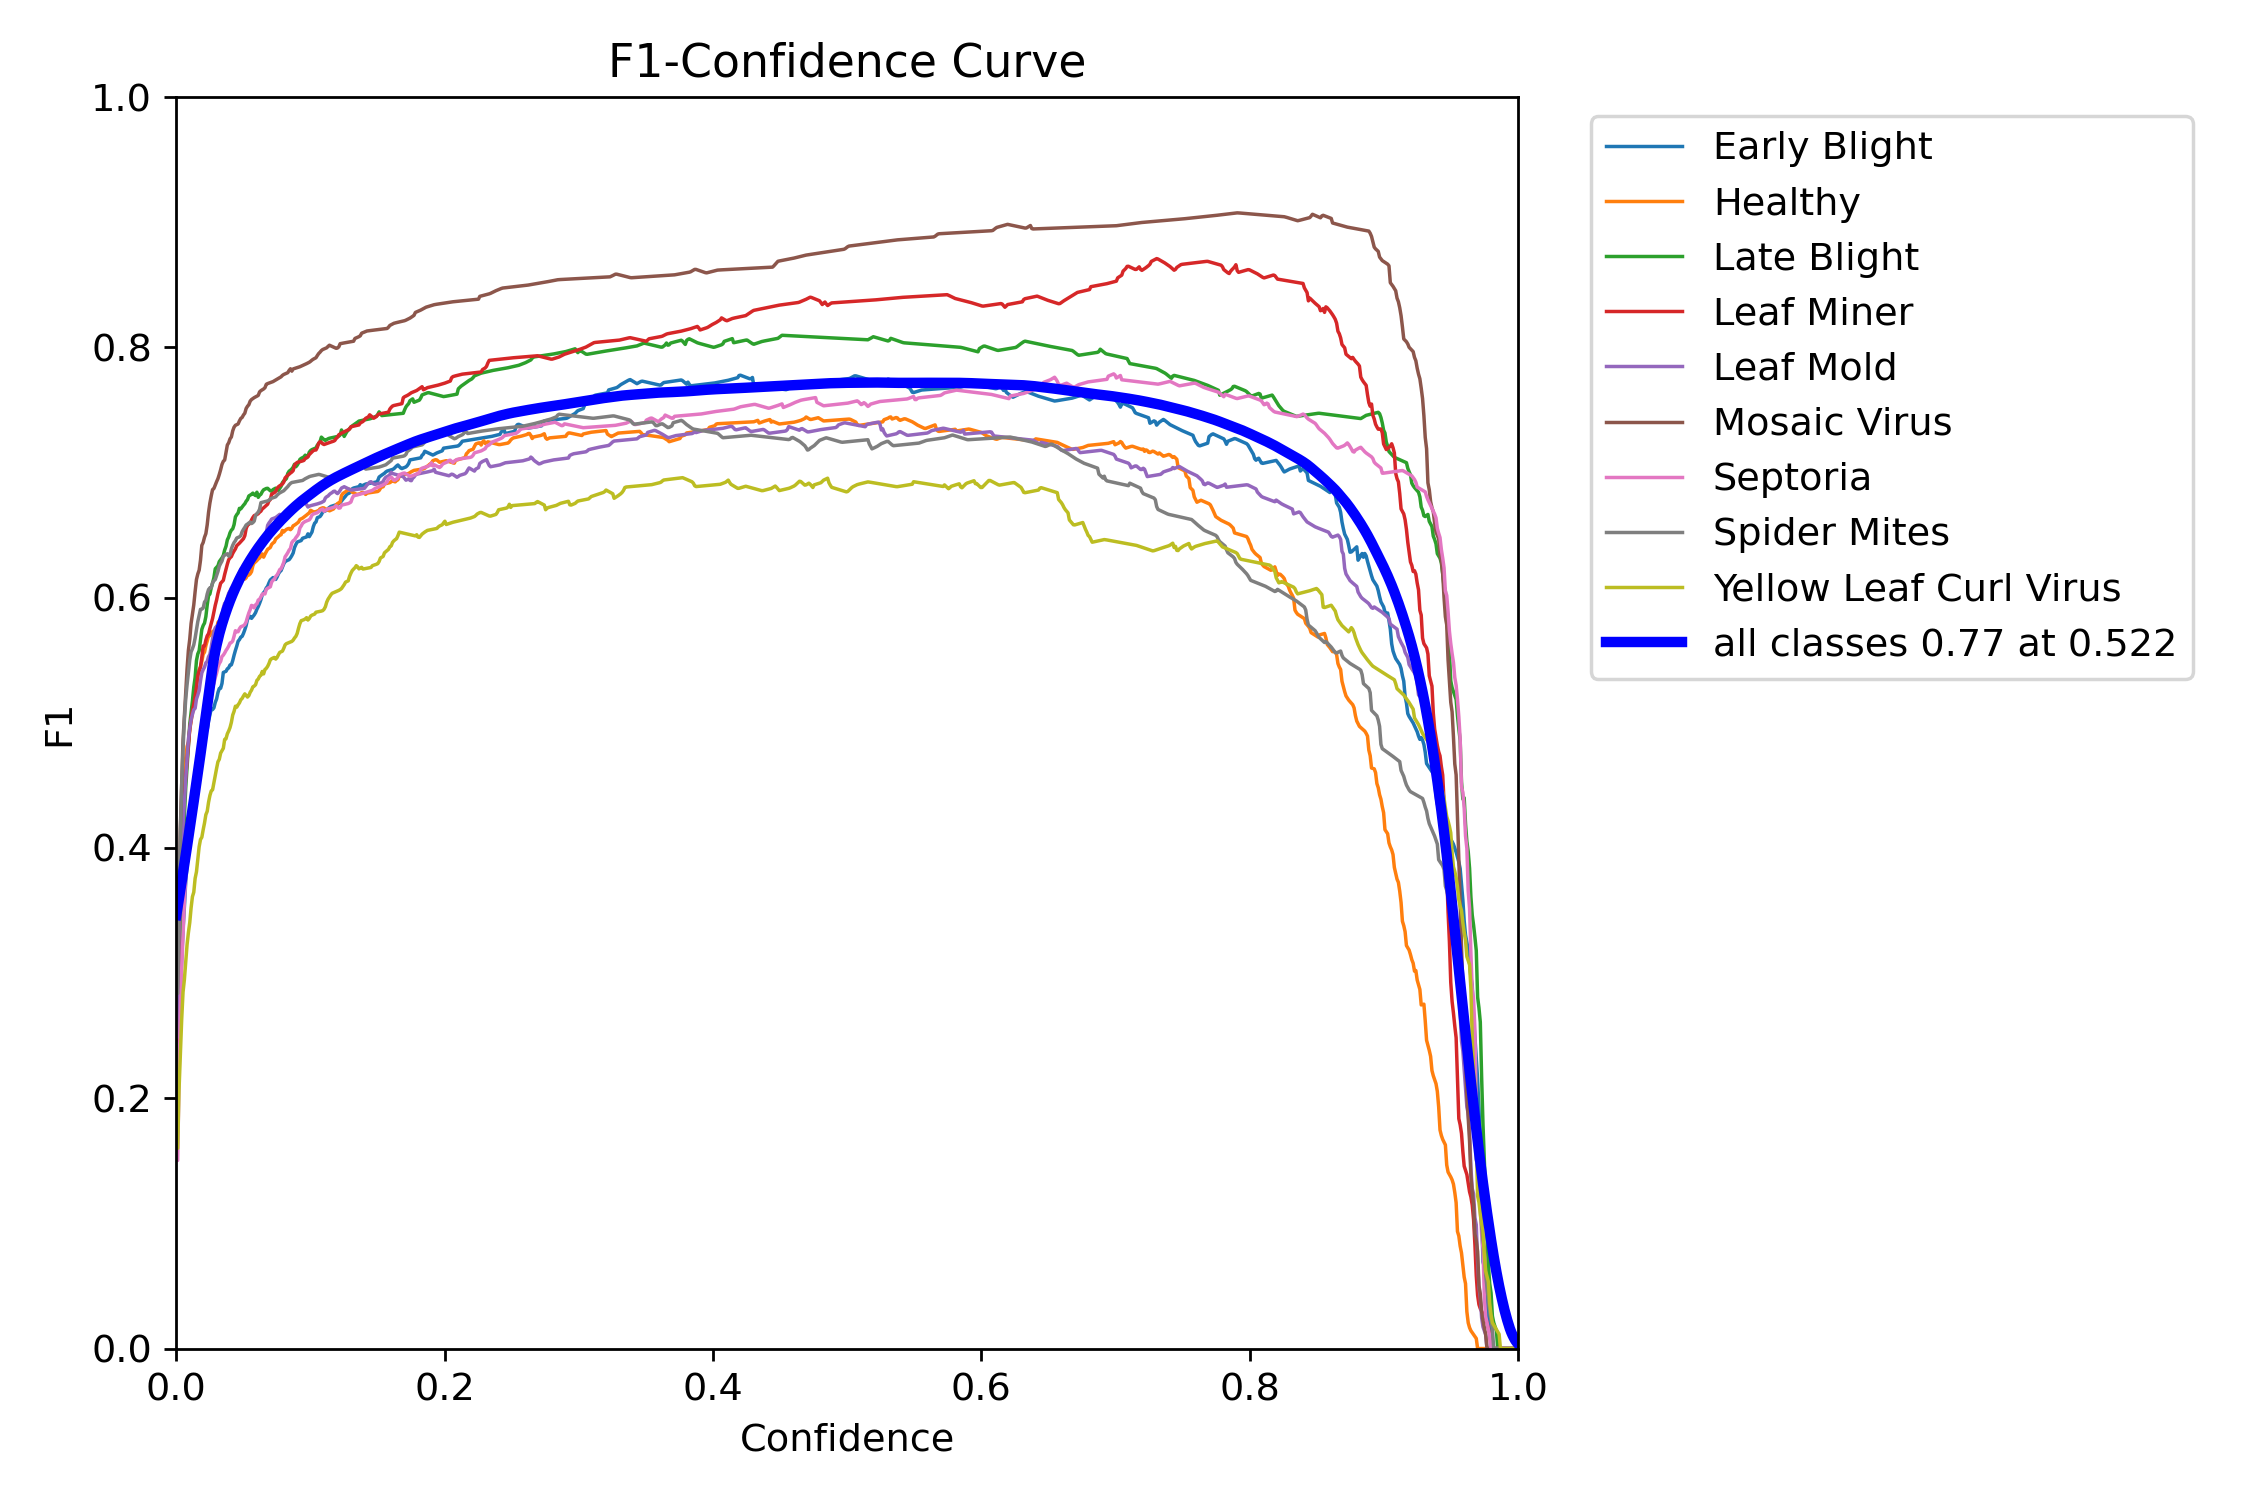 F1-Confidence Curve
1.0
0.8
0.6
0.4
0.2
0.0
F1
0.0 0.2 0.4 0.6 0.8 1.0
Confidence
Early Blight
Healthy
Late Blight
Leaf Miner
Leaf Mold
Mosaic Virus
Septoria
Spider Mites
Yellow Leaf Curl Virus
all classes 0.77 at 0.522